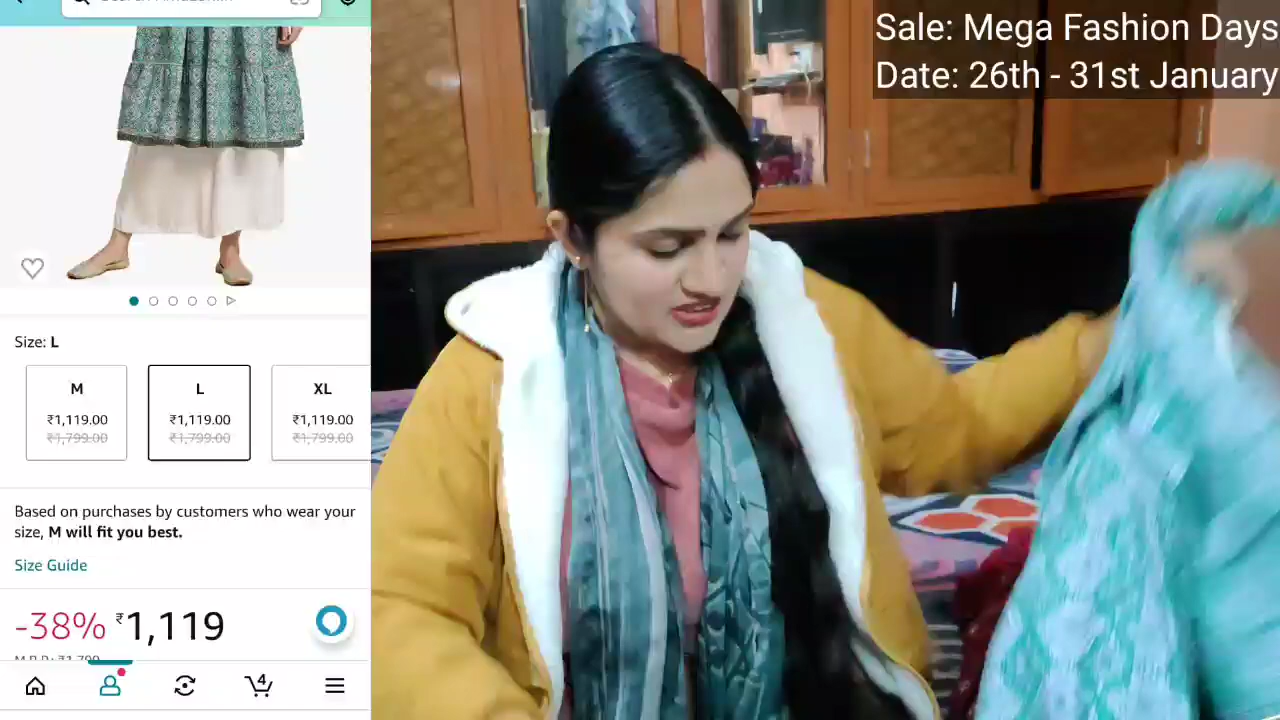 Sale: Mega Fashion Days
Date: 26th - 31st January
Size: L
M
L
XL
₹1,119.00
₹1,119.00
₹1,119.00
₹1,799.00
₹1,799.00
₹1,799.00
Based on purchases by customers who wear your
size, M will fit you best.
Size Guide
-38% ₹1,119
4